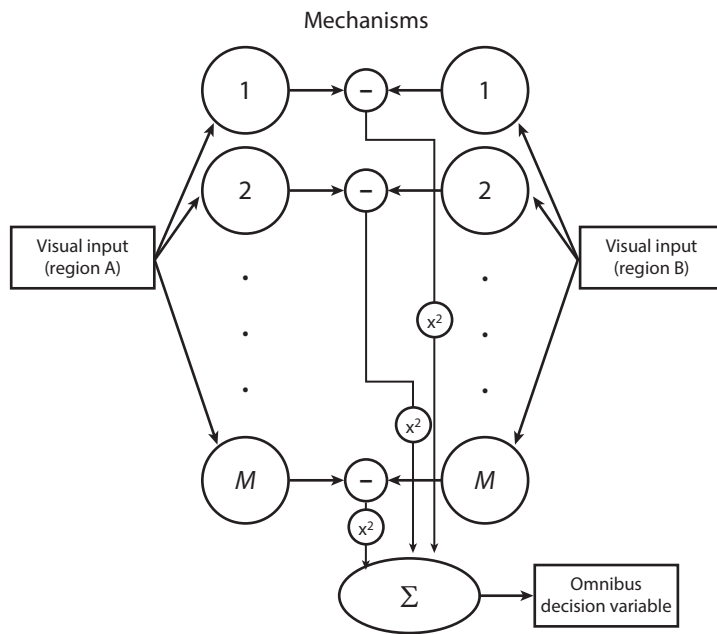 Mechanisms
1
–
1
2
–
2
Visual input
(region A)
Visual input
(region B)
x²
x²
M
–
M
x²
Σ
Omnibus
decision variable